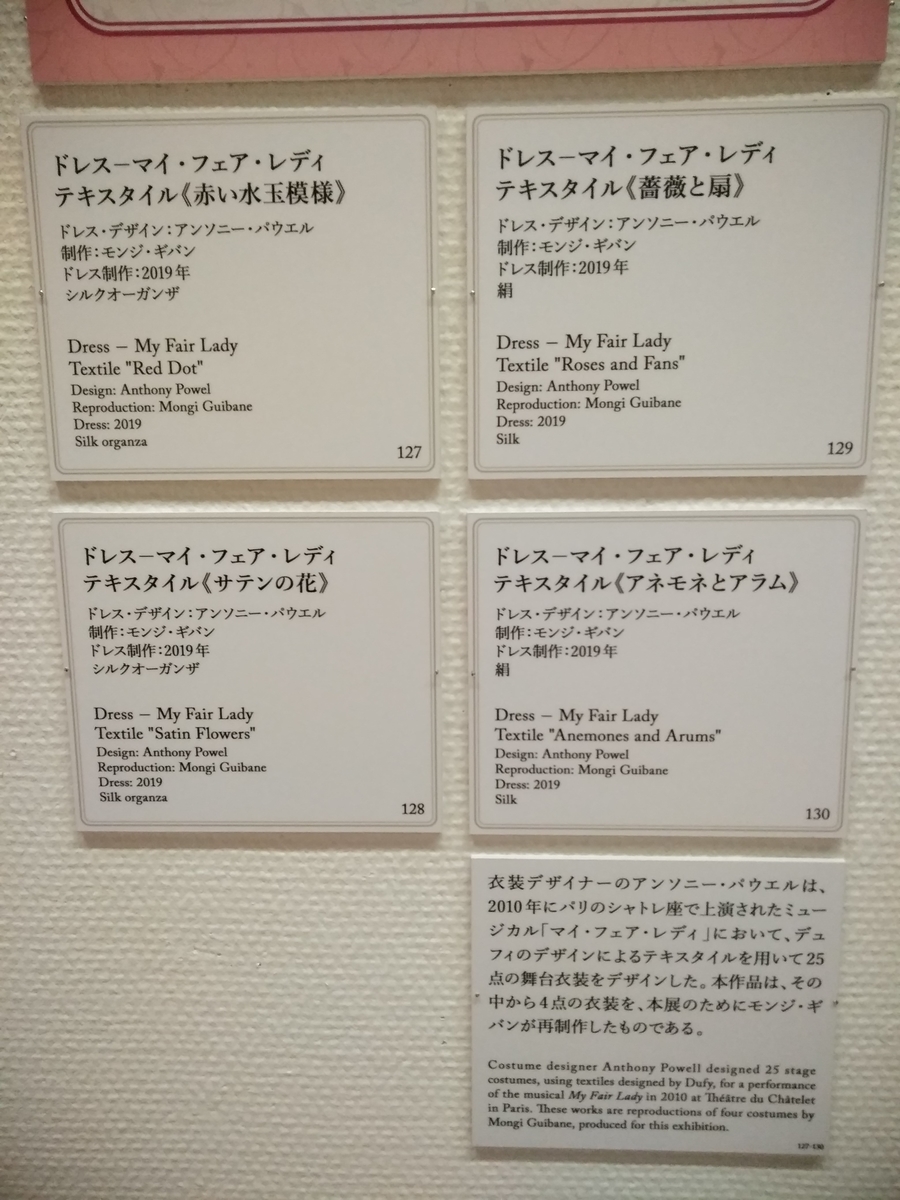 ドレス－マイ・フェア・レディ
テキスタイル《赤い水玉模様》
ドレス・デザイン：アンソニー・パウエル
制作：モンジ・ギバン
ドレス制作：2019年
シルクオーガンザ
Dress – My Fair Lady
Textile "Red Dot"
Design: Anthony Powel
Reproduction: Mongi Guibane
Dress: 2019
Silk organza
127
ドレス－マイ・フェア・レディ
テキスタイル《薔薇と扇》
ドレス・デザイン：アンソニー・パウエル
制作：モンジ・ギバン
ドレス制作：2019年
絹
Dress – My Fair Lady
Textile "Roses and Fans"
Design: Anthony Powel
Reproduction: Mongi Guibane
Dress: 2019
Silk
129
ドレス－マイ・フェア・レディ
テキスタイル《サテンの花》
ドレス・デザイン：アンソニー・パウエル
制作：モンジ・ギバン
ドレス制作：2019年
シルクオーガンザ
Dress – My Fair Lady
Textile "Satin Flowers"
Design: Anthony Powel
Reproduction: Mongi Guibane
Dress: 2019
Silk organza
128
ドレス－マイ・フェア・レディ
テキスタイル《アネモネとアラム》
ドレス・デザイン：アンソニー・パウエル
制作：モンジ・ギバン
ドレス制作：2019年
絹
Dress – My Fair Lady
Textile "Anemones and Arums"
Design: Anthony Powel
Reproduction: Mongi Guibane
Dress: 2019
Silk
130
衣装デザイナーのアンソニー・パウエルは、
2010年にパリのシャトレ座で上演されたミュー
ジカル「マイ・フェア・レディ」において、デュ
フィのデザインによるテキスタイルを用いて25
点の舞台衣装をデザインした。本作品は、その
中から4点の衣装を、本展のためにモンジ・ギ
バンが再制作したものである。
Costume designer Anthony Powell designed 25 stage
costumes, using textiles designed by Dufy, for a performance
of the musical My Fair Lady in 2010 at Théâtre du Châtelet
in Paris. These works are reproductions of four costumes by
Mongi Guibane, produced for this exhibition.
127-130